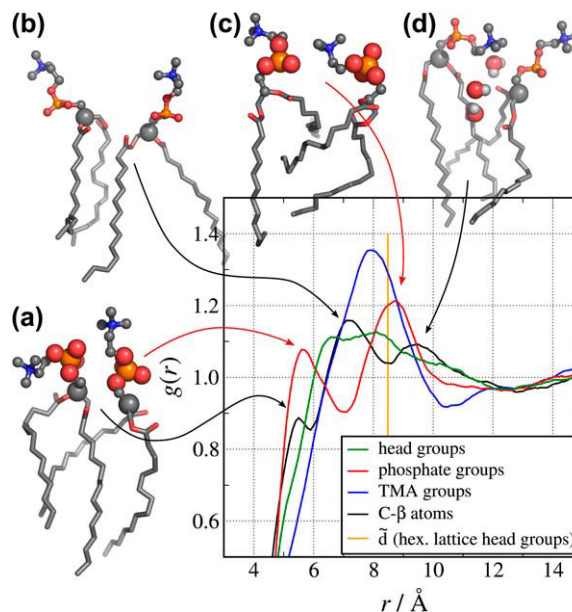 (b)
(c)
(d)
(a)
1.4
1.2
1.0
0.8
0.6
g(r)
head groups
phosphate groups
TMA groups
C-β atoms
d̃ (hex. lattice head groups)
4 6 8 10 12 14
r / Å